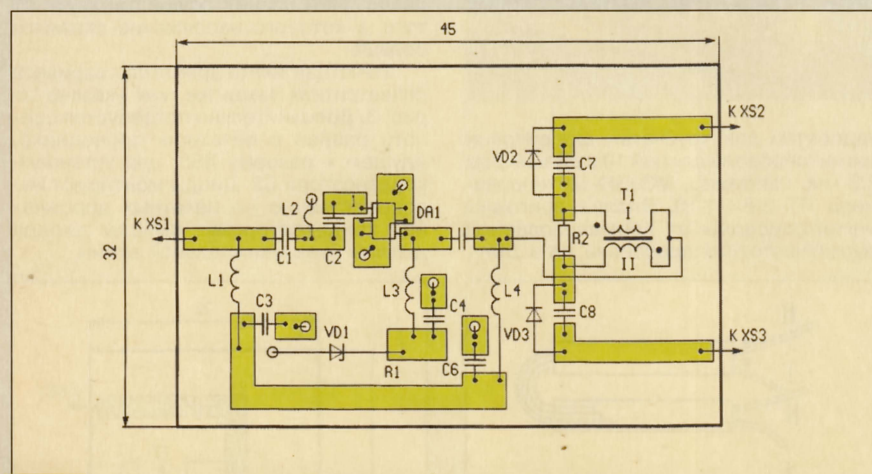 45
32
К XS1
К XS2
К XS3
VD2
C7
T1
I
II
R2
L2
1
DA1
C1
C2
L1
L3
L4
C3
C4
VD1
R1
C6
VD3
C8